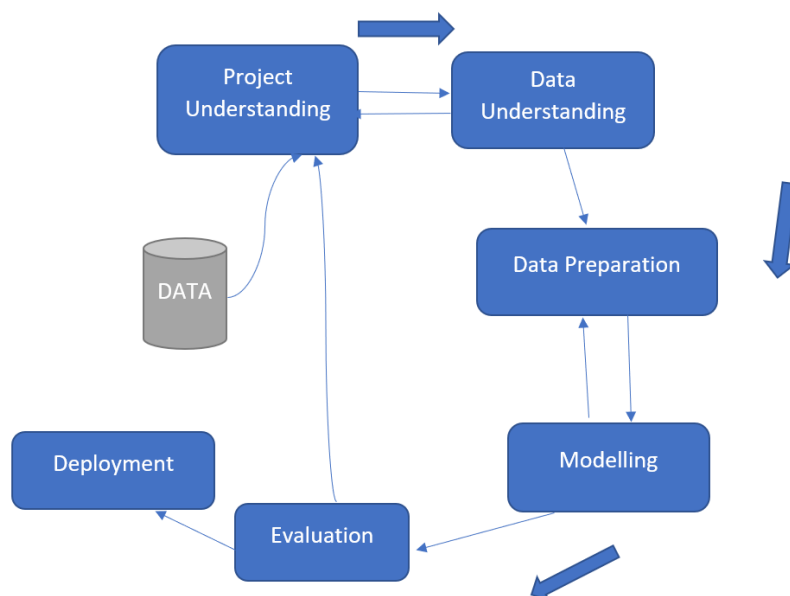 Project
Understanding
Data
Understanding
DATA
Data Preparation
Modelling
Deployment
Evaluation